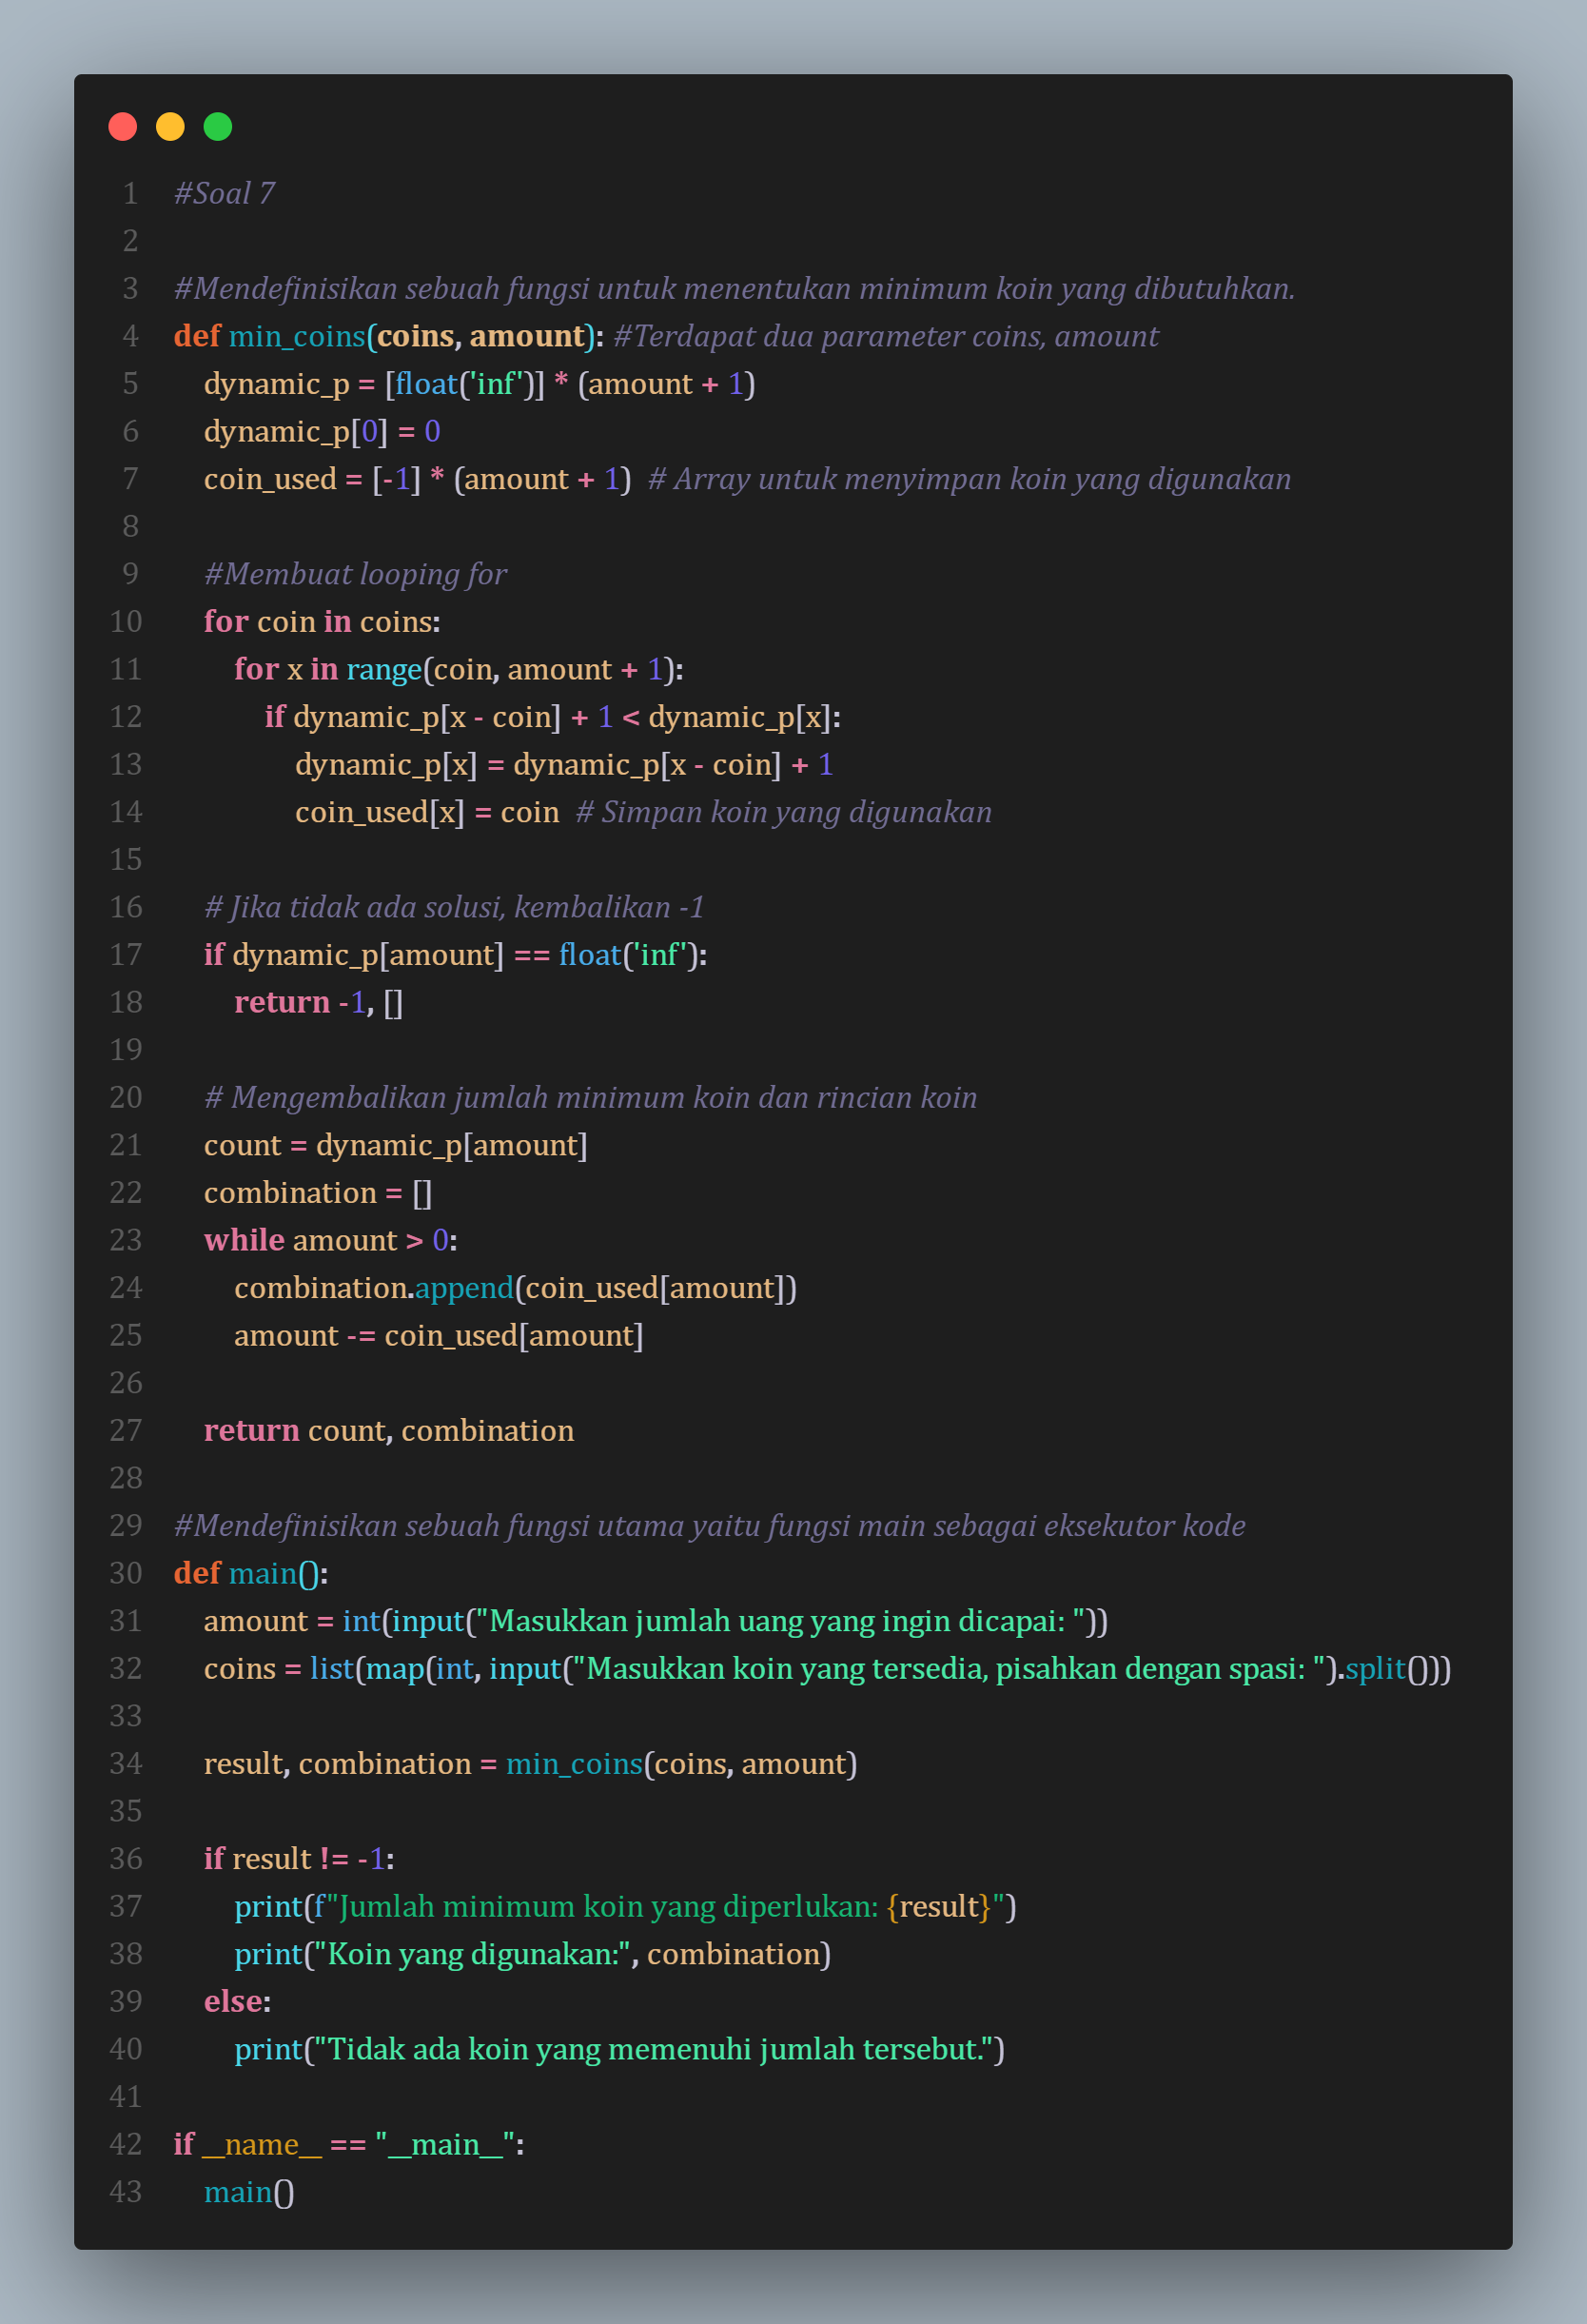 1 #Soal 7
2
3 #Mendefinisikan sebuah fungsi untuk menentukan minimum koin yang dibutuhkan.
4 def min_coins(coins, amount): #Terdapat dua parameter coins, amount
5     dynamic_p = [float('inf')] * (amount + 1)
6     dynamic_p[0] = 0
7     coin_used = [-1] * (amount + 1)  # Array untuk menyimpan koin yang digunakan
8
9     #Membuat looping for
10     for coin in coins:
11         for x in range(coin, amount + 1):
12             if dynamic_p[x - coin] + 1 < dynamic_p[x]:
13                 dynamic_p[x] = dynamic_p[x - coin] + 1
14                 coin_used[x] = coin  # Simpan koin yang digunakan
15
16     # Jika tidak ada solusi, kembalikan -1
17     if dynamic_p[amount] == float('inf'):
18         return -1, []
19
20     # Mengembalikan jumlah minimum koin dan rincian koin
21     count = dynamic_p[amount]
22     combination = []
23     while amount > 0:
24         combination.append(coin_used[amount])
25         amount -= coin_used[amount]
26
27     return count, combination
28
29 #Mendefinisikan sebuah fungsi utama yaitu fungsi main sebagai eksekutor kode
30 def main():
31     amount = int(input("Masukkan jumlah uang yang ingin dicapai: "))
32     coins = list(map(int, input("Masukkan koin yang tersedia, pisahkan dengan spasi: ").split()))
33
34     result, combination = min_coins(coins, amount)
35
36     if result != -1:
37         print(f"Jumlah minimum koin yang diperlukan: {result}")
38         print("Koin yang digunakan:", combination)
39     else:
40         print("Tidak ada koin yang memenuhi jumlah tersebut.")
41
42 if __name__ == "__main__":
43     main()